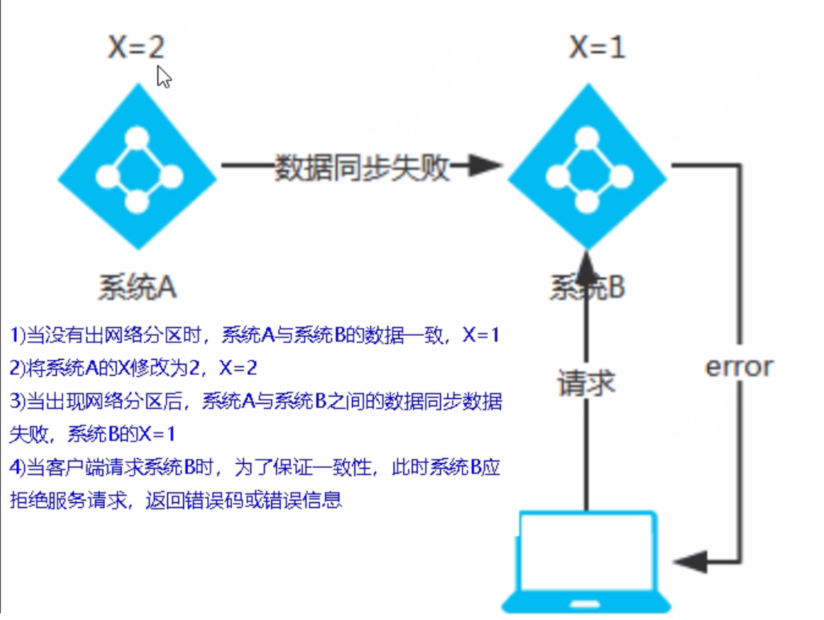 X=2
X=1
数据同步失败
系统A
系统B
1)当没有出网络分区时，系统A与系统B的数据一致，X=1
2)将系统A的X修改为2，X=2
error
请求
3)当出现网络分区后，系统A与系统B之间的数据同步数据
失败，系统B的X=1
4)当客户端请求系统B时，为了保证一致性，此时系统B应
拒绝服务请求，返回错误码或错误信息